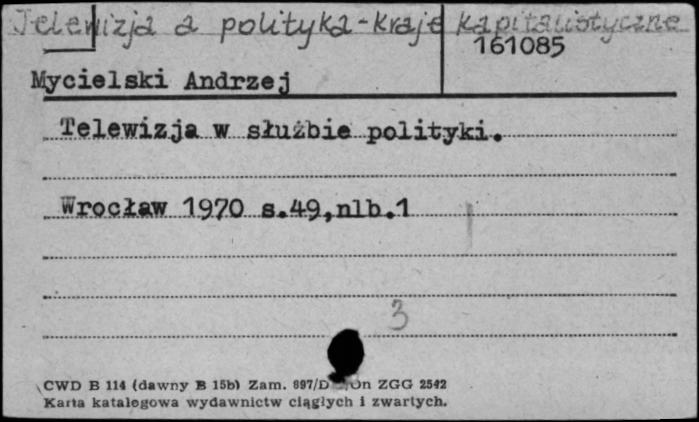 Telewizja a polityka - kraje kapitalistyczne
161085
Mycielski Andrzej
Telewizja w służbie polityki.
Wrocław 1970 s.49,nlb.1
3
CWD B 114 (dawny B 15b) Zam. 897/D On ZGG 2542
Karta katalogowa wydawnictw ciągłych i zwartych.